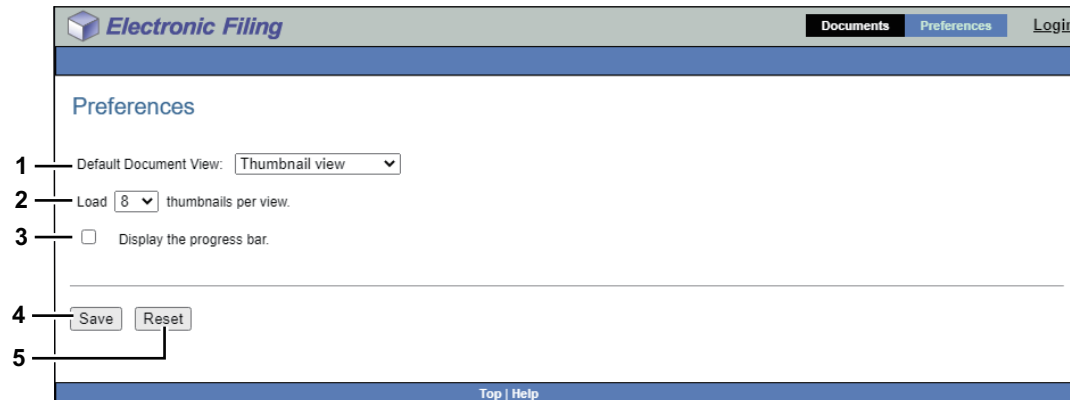 Electronic Filing Documents Preferences Login
Preferences
1 Default Document View: Thumbnail view
2 Load 8 thumbnails per view.
3 Display the progress bar.
4 Save Reset
5
Top | Help